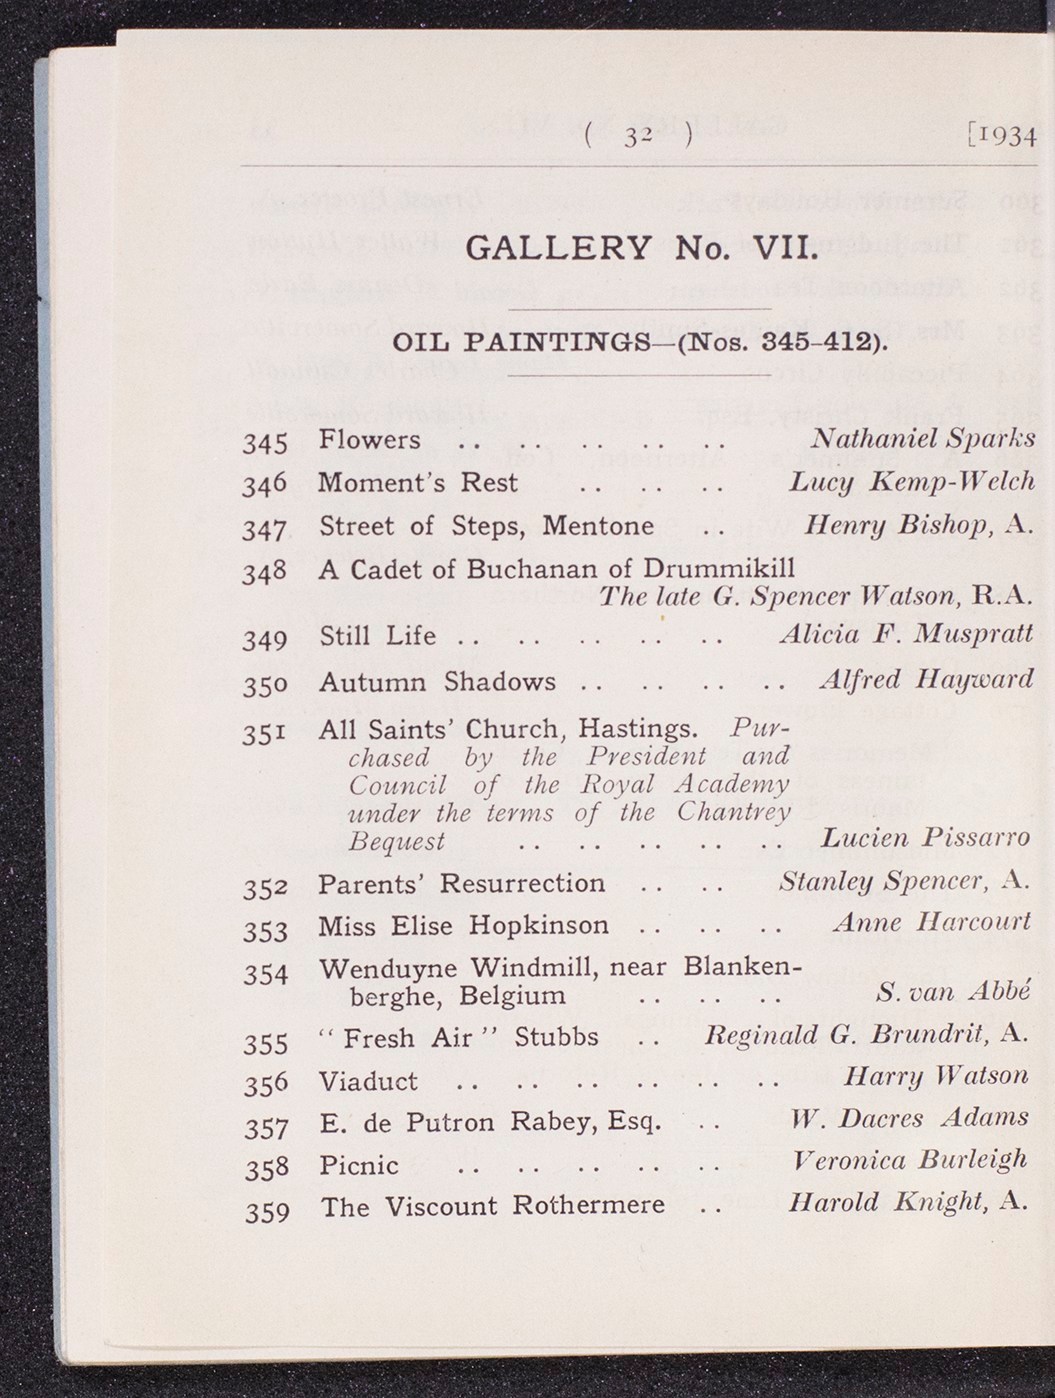 ( 32 ) [1934
GALLERY No. VII.
OIL PAINTINGS—(Nos. 345-412).
345 Flowers .. .. .. .. .. Nathaniel Sparks
346 Moment's Rest .. .. .. Lucy Kemp-Welch
347 Street of Steps, Mentone .. Henry Bishop, A.
348 A Cadet of Buchanan of Drummikill
The late G. Spencer Watson, R.A.
349 Still Life .. .. .. .. .. Alicia F. Muspratt
350 Autumn Shadows .. .. .. .. Alfred Hayward
351 All Saints' Church, Hastings. Pur-
chased by the President and
Council of the Royal Academy
under the terms of the Chantrey
Bequest .. .. .. .. .. Lucien Pissarro
352 Parents' Resurrection .. .. Stanley Spencer, A.
353 Miss Elise Hopkinson .. .. .. Anne Harcourt
354 Wenduyne Windmill, near Blanken-
berghe, Belgium .. .. .. S. van Abbé
355 “Fresh Air” Stubbs .. Reginald G. Brundrit, A.
356 Viaduct .. .. .. .. .. .. Harry Watson
357 E. de Putron Rabey, Esq. .. W. Dacres Adams
358 Picnic .. .. .. .. .. Veronica Burleigh
359 The Viscount Rothermere .. Harold Knight, A.